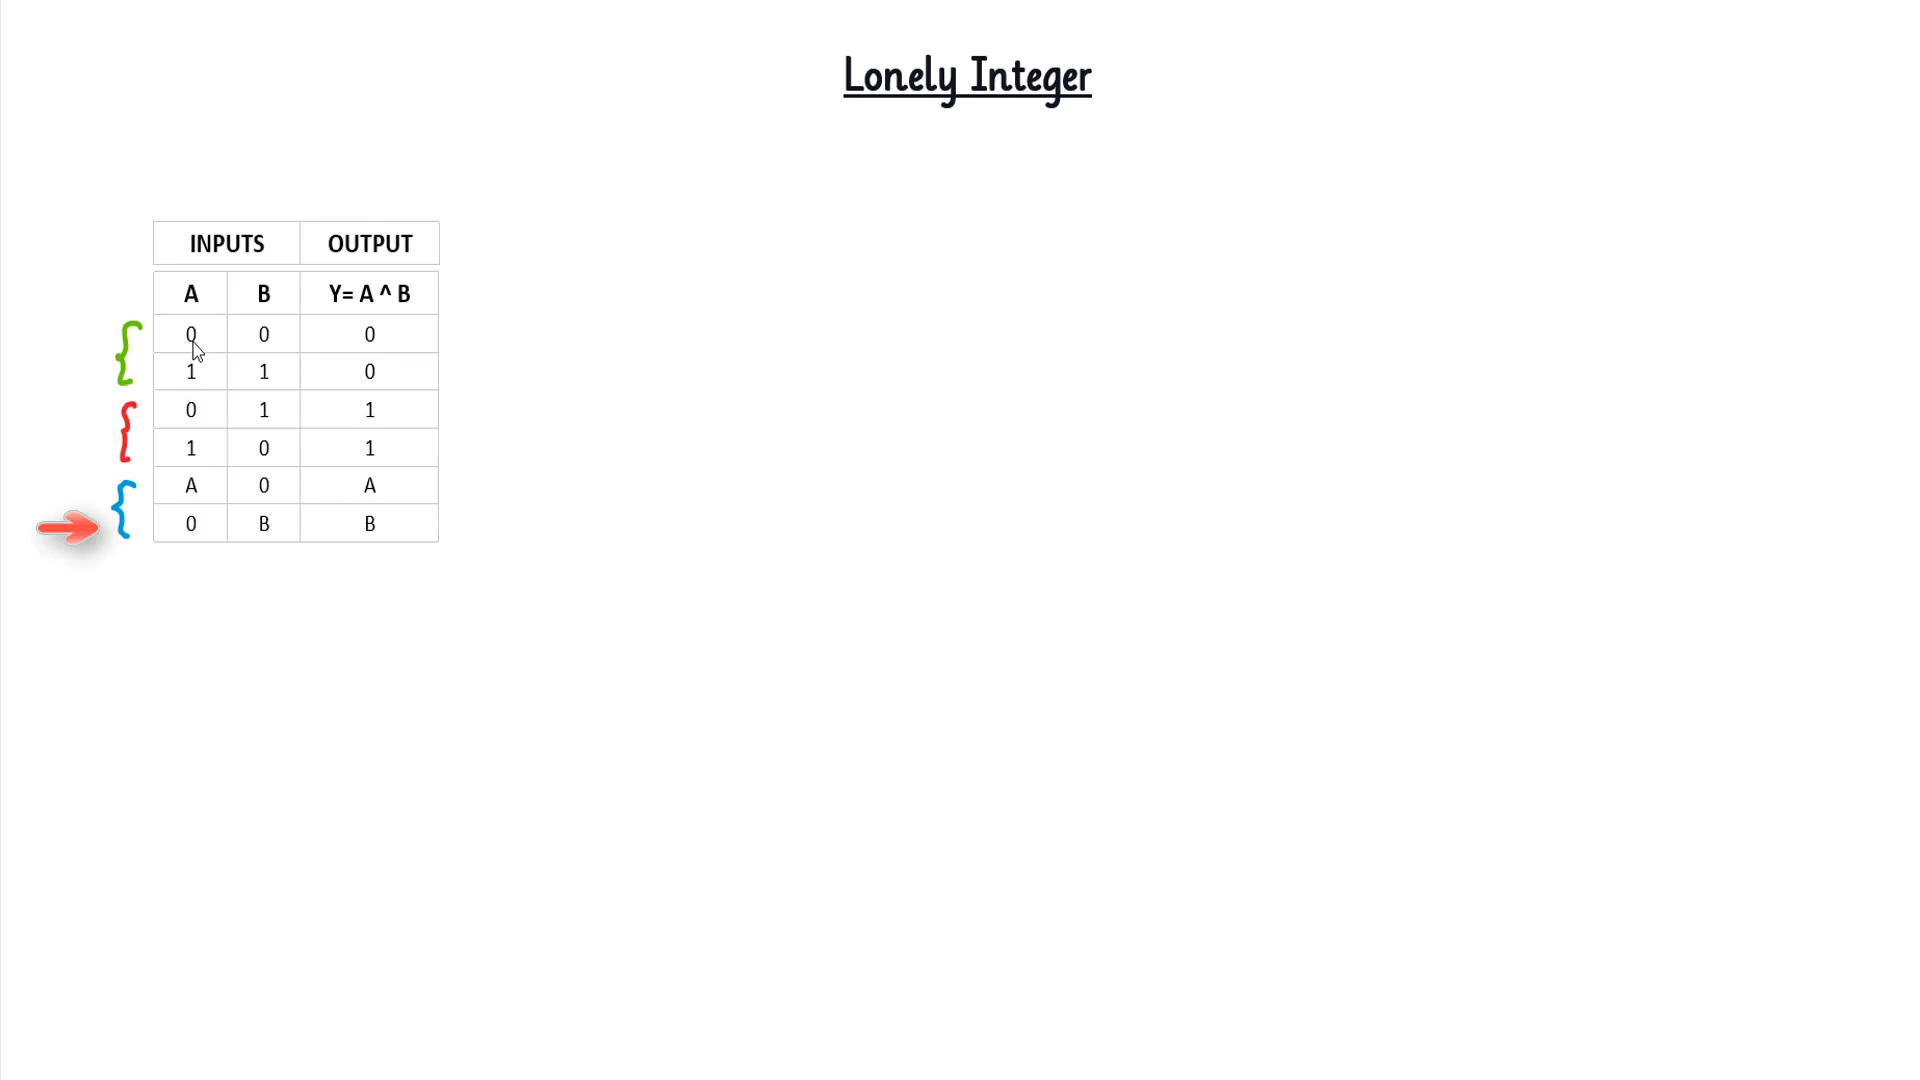 Lonely Integer
INPUTS OUTPUT
A B Y= A ^ B
0 0 0
1 1 0
0 1 1
1 0 1
A 0 A
0 B B